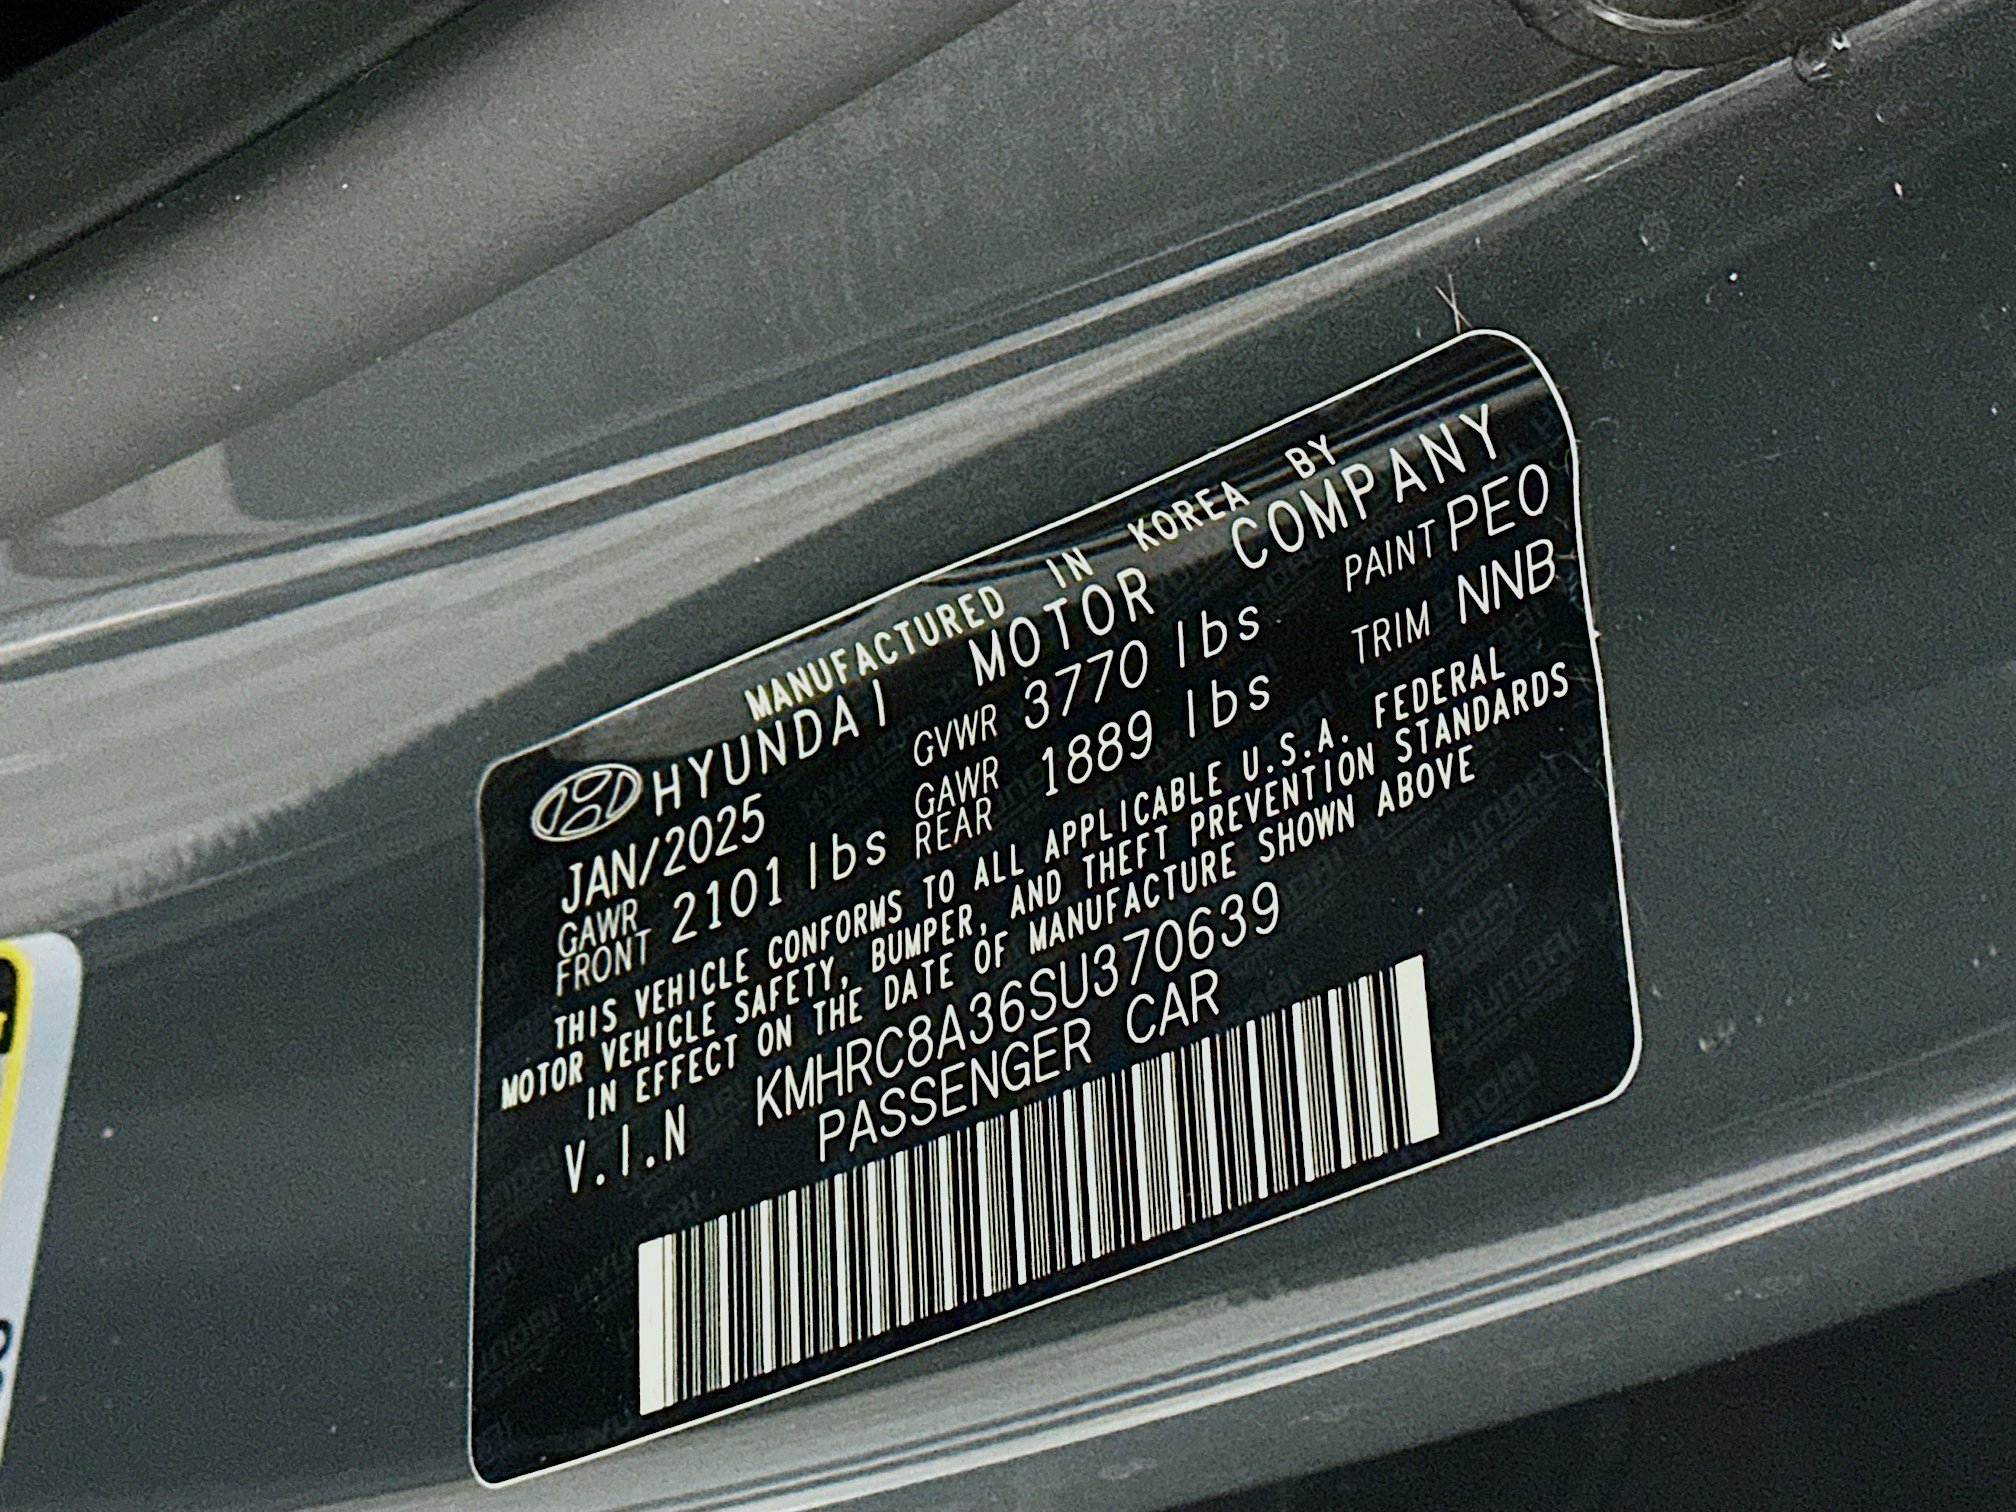 MANUFACTURED IN KOREA BY
HYUNDAI MOTOR COMPANY
JAN/2025 GVWR 3770 lbs PAINT PEO
GAWR FRONT 2101 lbs GAWR REAR 1889 lbs TRIM NNB
THIS VEHICLE CONFORMS TO ALL APPLICABLE U.S.A. FEDERAL
MOTOR VEHICLE SAFETY, BUMPER, AND THEFT PREVENTION STANDARDS
IN EFFECT ON THE DATE OF MANUFACTURE SHOWN ABOVE
V.I.N KMHRC8A36SU370639
PASSENGER CAR